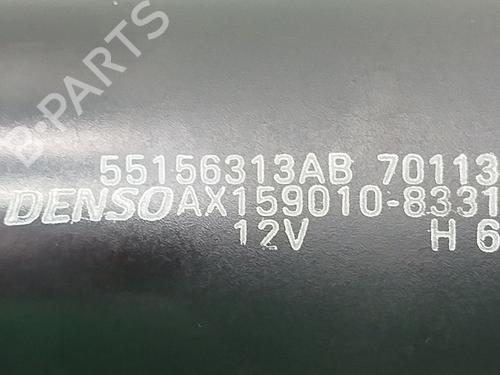 B-PARTS
55156313AB 70113
DENSO AX159010-8331
12V H 6